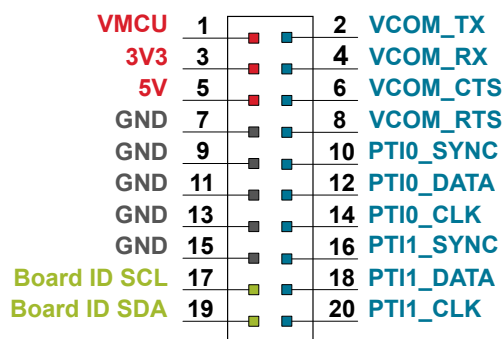 VMCU 1 2 VCOM_TX
3V3 3 4 VCOM_RX
5V 5 6 VCOM_CTS
GND 7 8 VCOM_RTS
GND 9 10 PTI0_SYNC
GND 11 12 PTI0_DATA
GND 13 14 PTI0_CLK
GND 15 16 PTI1_SYNC
Board ID SCL 17 18 PTI1_DATA
Board ID SDA 19 20 PTI1_CLK